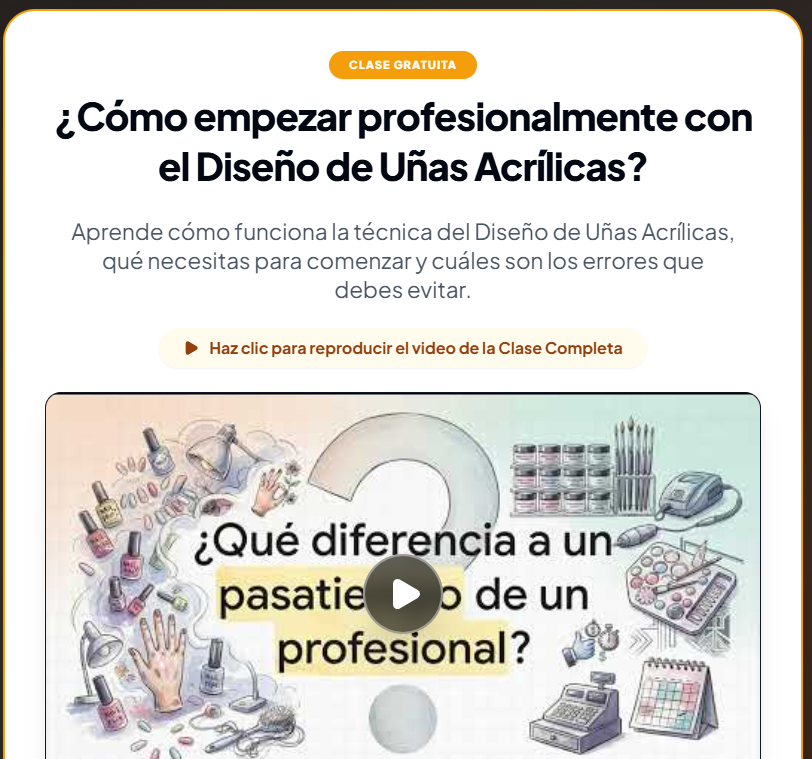 CLASE GRATUITA
¿Cómo empezar profesionalmente con
el Diseño de Uñas Acrílicas?
Aprende cómo funciona la técnica del Diseño de Uñas Acrílicas,
qué necesitas para comenzar y cuáles son los errores que
debes evitar.
Haz clic para reproducir el video de la Clase Completa
¿Qué diferencia a un
de un
profesional?